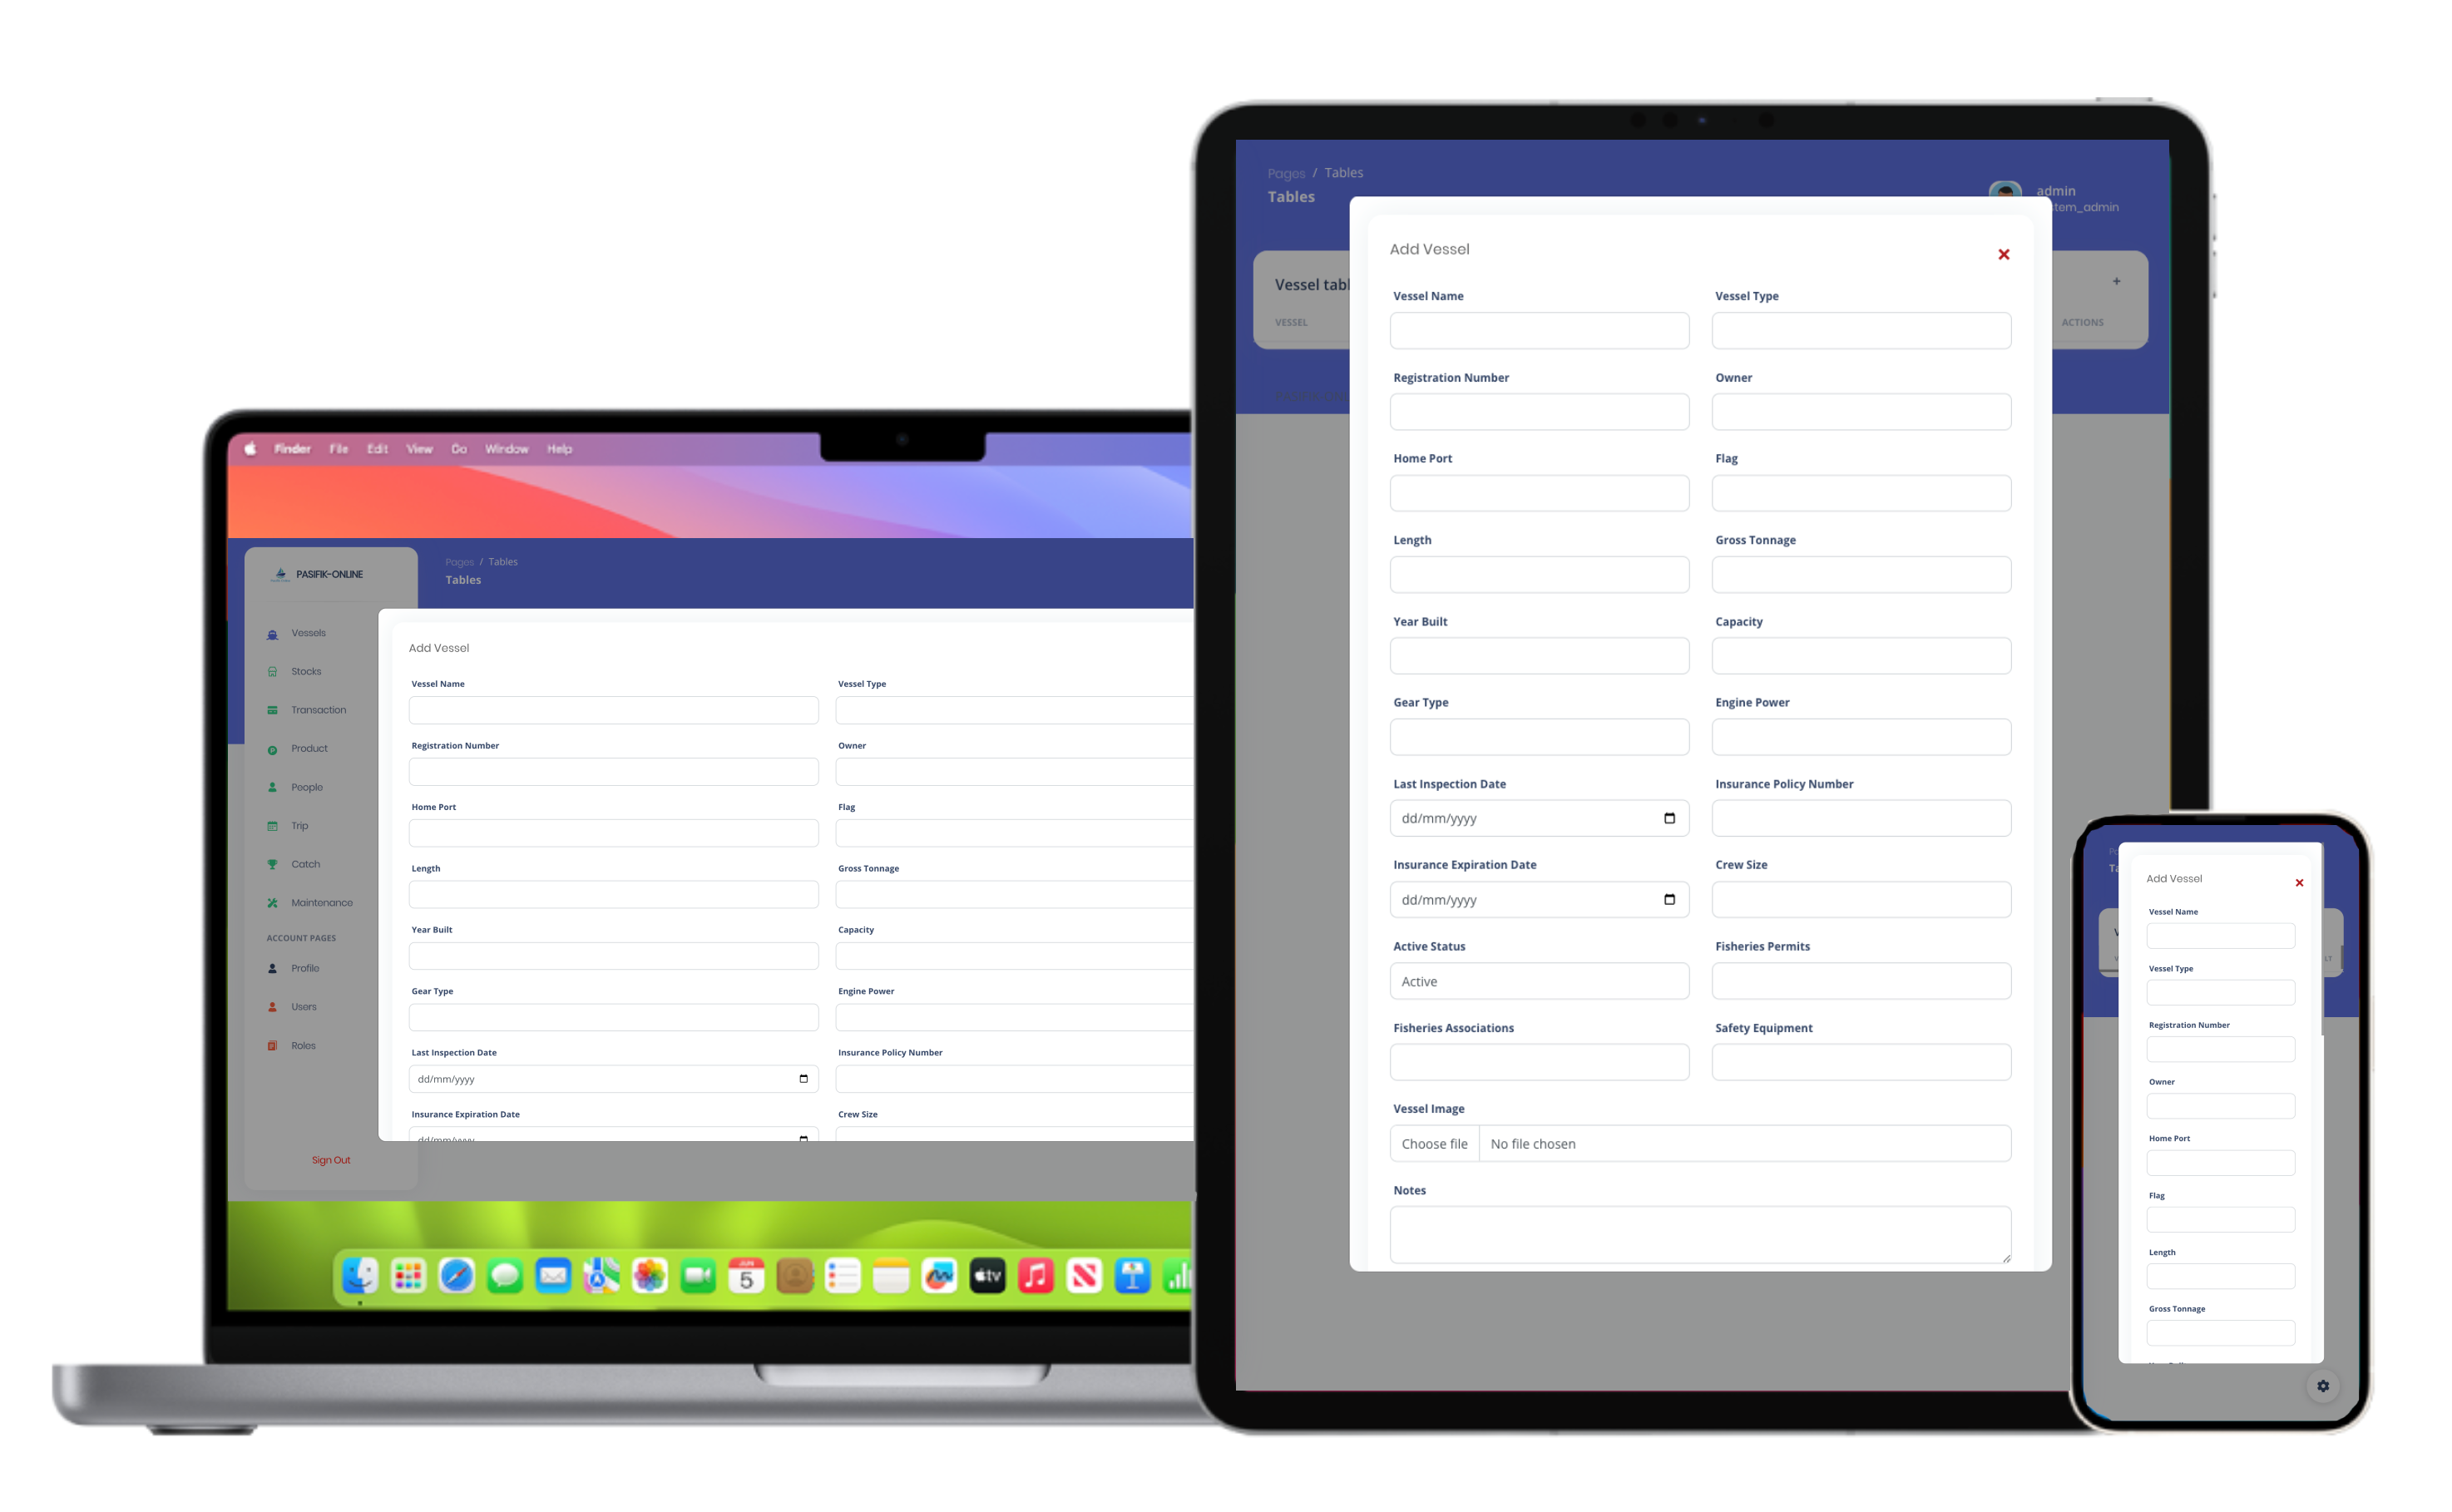 Finder File Edit View Go Window Help
PASIFIK-ONLINE
Pages / Tables
Tables
Vessels
Stocks
Transaction
Product
People
Trip
Catch
Maintenance
ACCOUNT PAGES
Profile
Users
Roles
Sign Out
Add Vessel
Vessel Name Vessel Type
Registration Number Owner
Home Port Flag
Length Gross Tonnage
Year Built Capacity
Gear Type Engine Power
Last Inspection Date Insurance Policy Number
dd/mm/yyyy
Insurance Expiration Date Crew Size
dd/mm/yyyy
JUN
5
tv
Pages / Tables
Tables
admin
tem_admin
Vessel tabl
+
VESSEL ACTIONS
Add Vessel
Vessel Name Vessel Type
Registration Number Owner
Home Port Flag
Length Gross Tonnage
Year Built Capacity
Gear Type Engine Power
Last Inspection Date Insurance Policy Number
dd/mm/yyyy
Insurance Expiration Date Crew Size
dd/mm/yyyy
Active Status Fisheries Permits
Active
Fisheries Associations Safety Equipment
Vessel Image
Choose file No file chosen
Notes
Add Vessel
Vessel Name
Vessel Type
Registration Number
Owner
Home Port
Flag
Length
Gross Tonnage